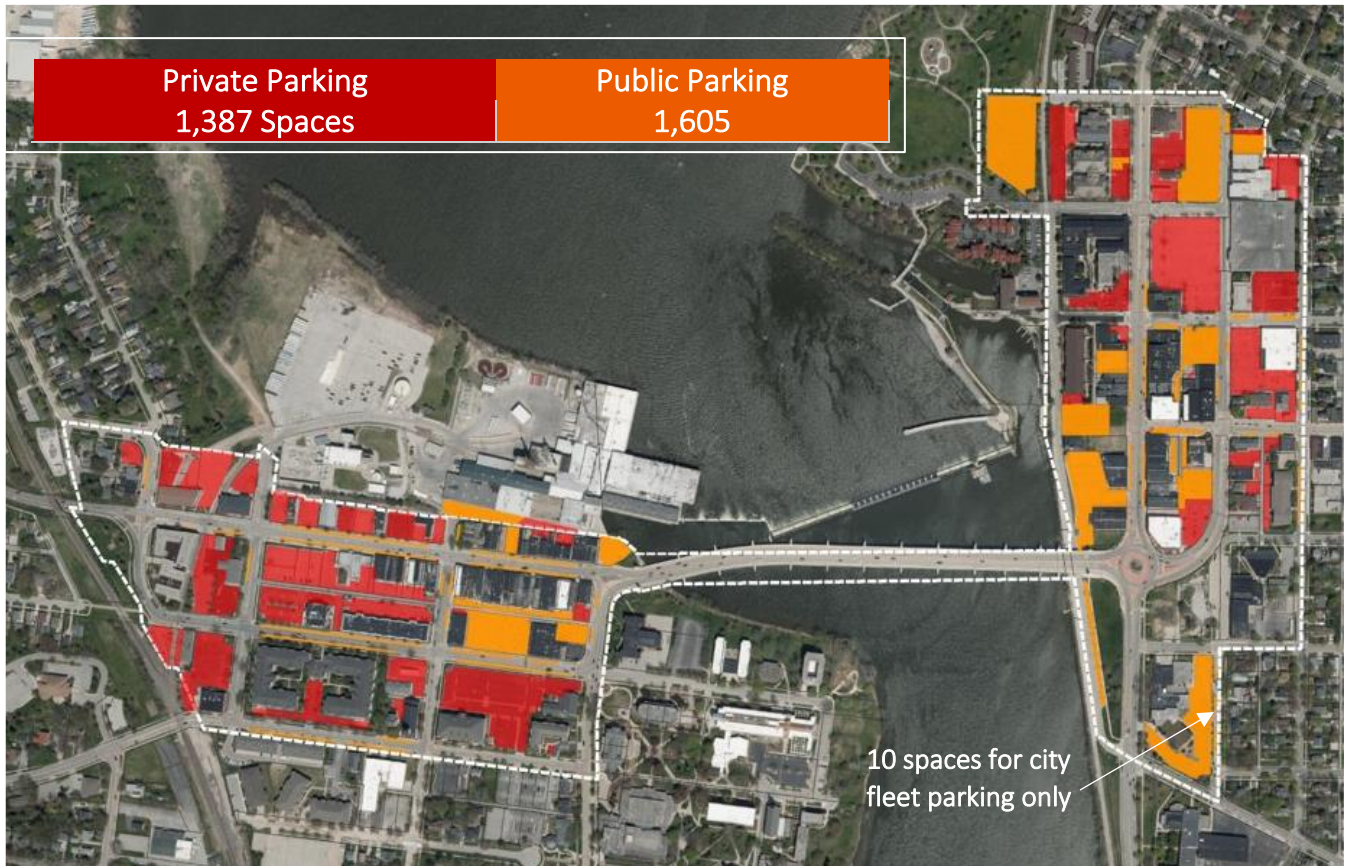 Private Parking
1,387 Spaces
Public Parking
1,605
10 spaces for city
fleet parking only